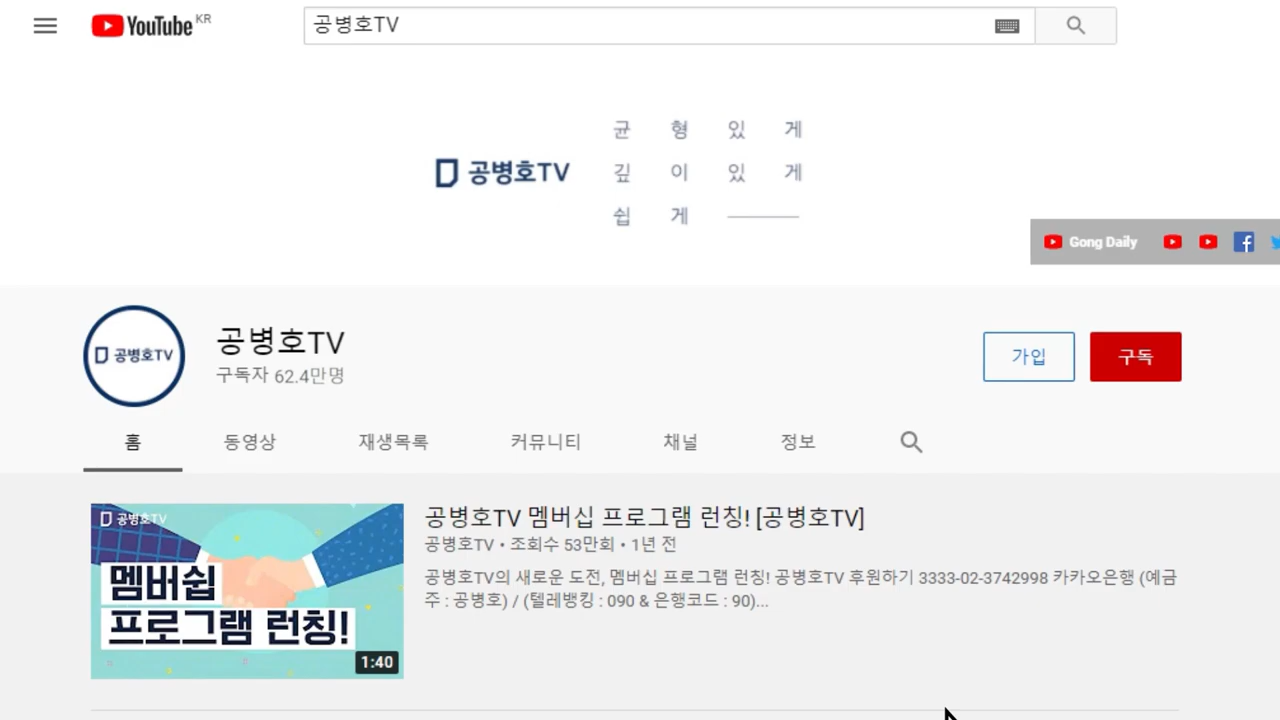 YouTube KR
공병호TV
공병호TV
균형있게
깊이있게
쉽게
Gong Daily
공병호TV
공병호TV
구독자 62.4만명
가입
구독
홈 동영상 재생목록 커뮤니티 채널 정보
공병호TV
멤버쉽
프로그램 런칭!
1:40
공병호TV 멤버십 프로그램 런칭! [공병호TV]
공병호TV • 조회수 53만회 • 1년 전
공병호TV의 새로운 도전, 멤버십 프로그램 런칭! 공병호TV 후원하기 3333-02-3742998 카카오은행 (예금
주 : 공병호) / (텔레뱅킹 : 090 & 은행코드 : 90)...